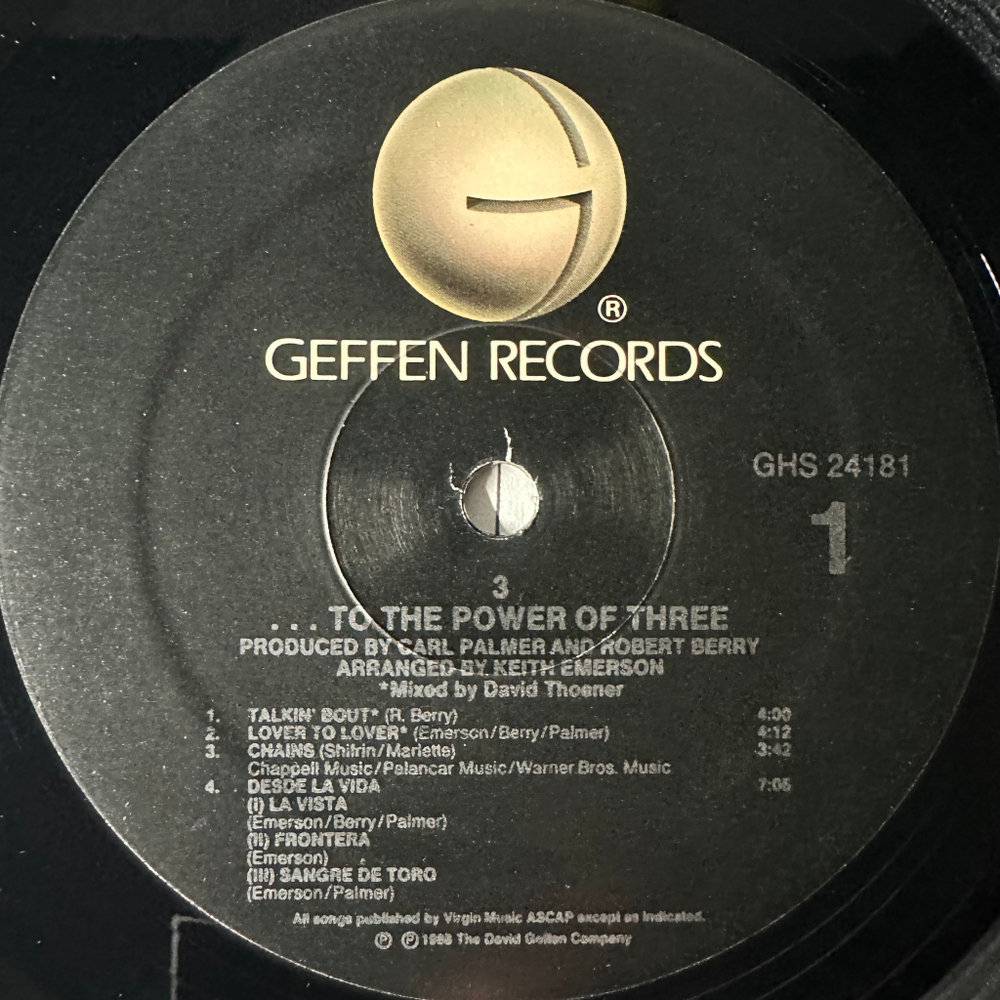 ®
GEFFEN RECORDS
GHS 24181
1
3
... TO THE POWER OF THREE
PRODUCED BY CARL PALMER AND ROBERT BERRY
ARRANGED BY KEITH EMERSON
*Mixed by David Thoener
1. TALKIN' BOUT* (R. Berry) 4:00
2. LOVER TO LOVER* (Emerson/Berry/Palmer) 4:12
3. CHAINS (Shifrin/Marlette) 3:42
Chappell Music/Palancar Music/Warner Bros. Music
4. DESDE LA VIDA 7:05
(I) LA VISTA
(Emerson/Berry/Palmer)
(II) FRONTERA
(Emerson)
(III) SANGRE DE TORO
(Emerson/Palmer)
All songs published by Virgin Music ASCAP except as indicated.
Ⓟ Ⓟ 1988 The David Geffen Company